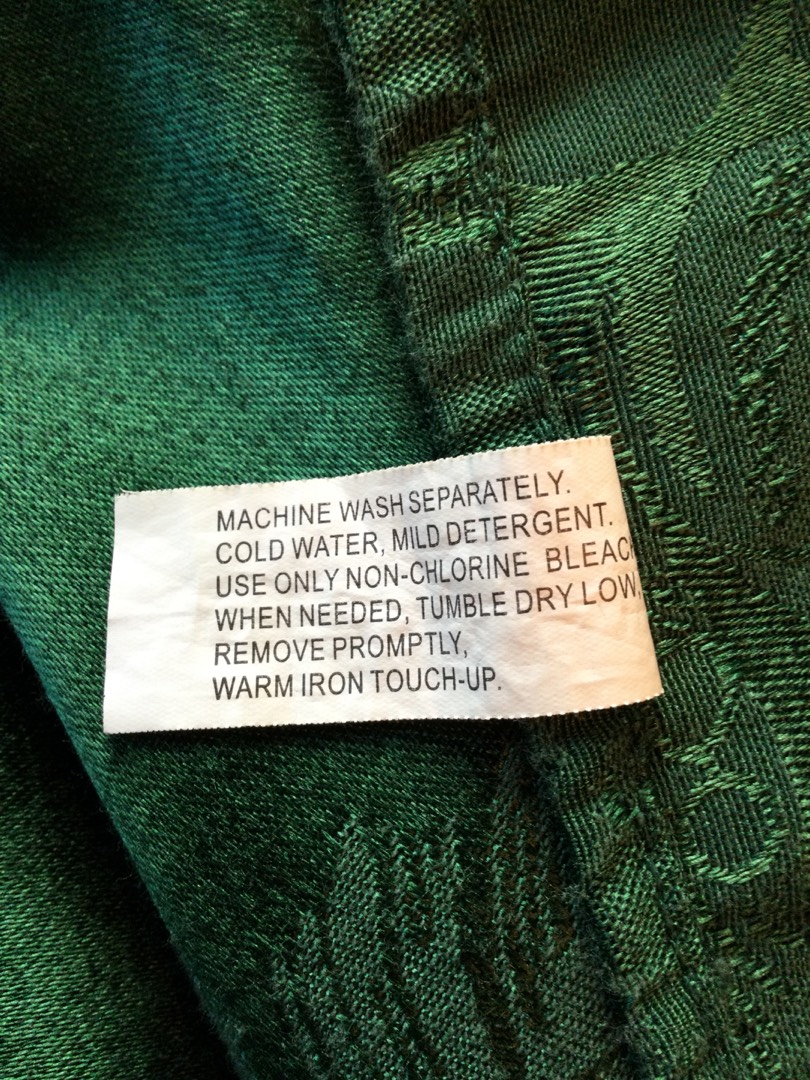 MACHINE WASH SEPARATELY.
COLD WATER, MILD DETERGENT.
USE ONLY NON-CHLORINE BLEACH
WHEN NEEDED, TUMBLE DRY LOW.
REMOVE PROMPTLY,
WARM IRON TOUCH-UP.